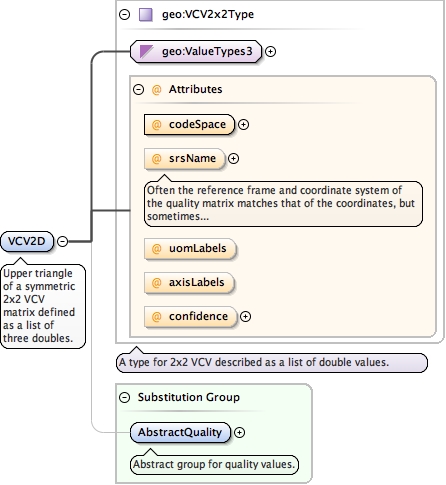 geo:VCV2x2Type
geo:ValueTypes3
@ Attributes
@ codeSpace
@ srsName
Often the reference frame and coordinate system of
the quality matrix matches that of the coordinates, but
sometimes...
@ uomLabels
@ axisLabels
@ confidence
VCV2D
Upper triangle
of a symmetric
2x2 VCV
matrix defined
as a list of
three doubles.
A type for 2x2 VCV described as a list of double values.
Substitution Group
AbstractQuality
Abstract group for quality values.